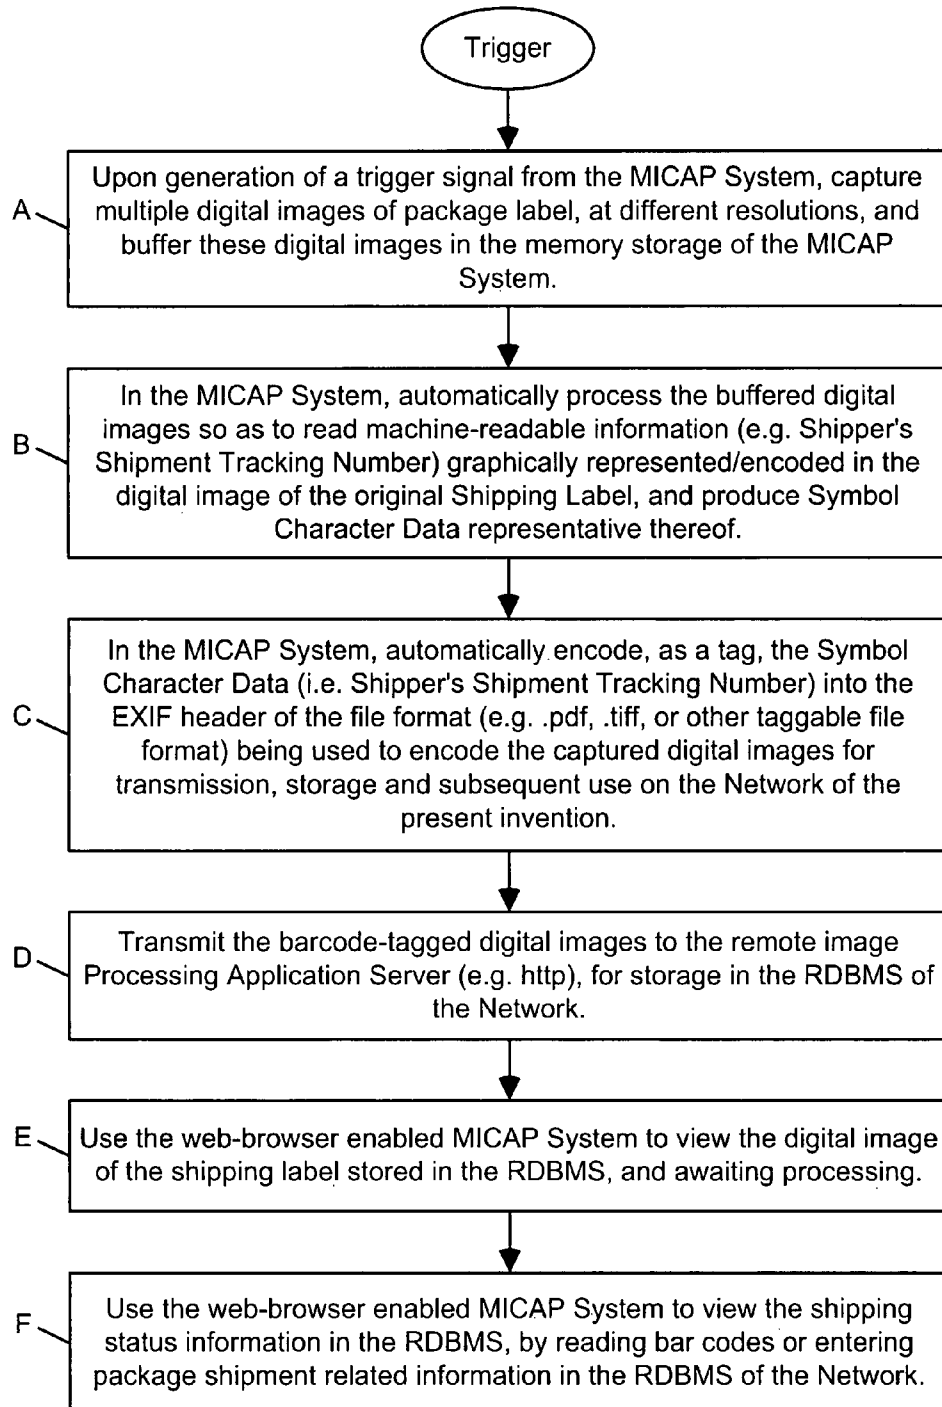 Trigger
A
Upon generation of a trigger signal from the MICAP System, capture
multiple digital images of package label, at different resolutions, and
buffer these digital images in the memory storage of the MICAP
System.
B
In the MICAP System, automatically process the buffered digital
images so as to read machine-readable information (e.g. Shipper's
Shipment Tracking Number) graphically represented/encoded in the
digital image of the original Shipping Label, and produce Symbol
Character Data representative thereof.
C
In the MICAP System, automatically encode, as a tag, the Symbol
Character Data (i.e. Shipper's Shipment Tracking Number) into the
EXIF header of the file format (e.g. .pdf, .tiff, or other taggable file
format) being used to encode the captured digital images for
transmission, storage and subsequent use on the Network of the
present invention.
D
Transmit the barcode-tagged digital images to the remote image
Processing Application Server (e.g. http), for storage in the RDBMS of
the Network.
E
Use the web-browser enabled MICAP System to view the digital image
of the shipping label stored in the RDBMS, and awaiting processing.
F
Use the web-browser enabled MICAP System to view the shipping
status information in the RDBMS, by reading bar codes or entering
package shipment related information in the RDBMS of the Network.